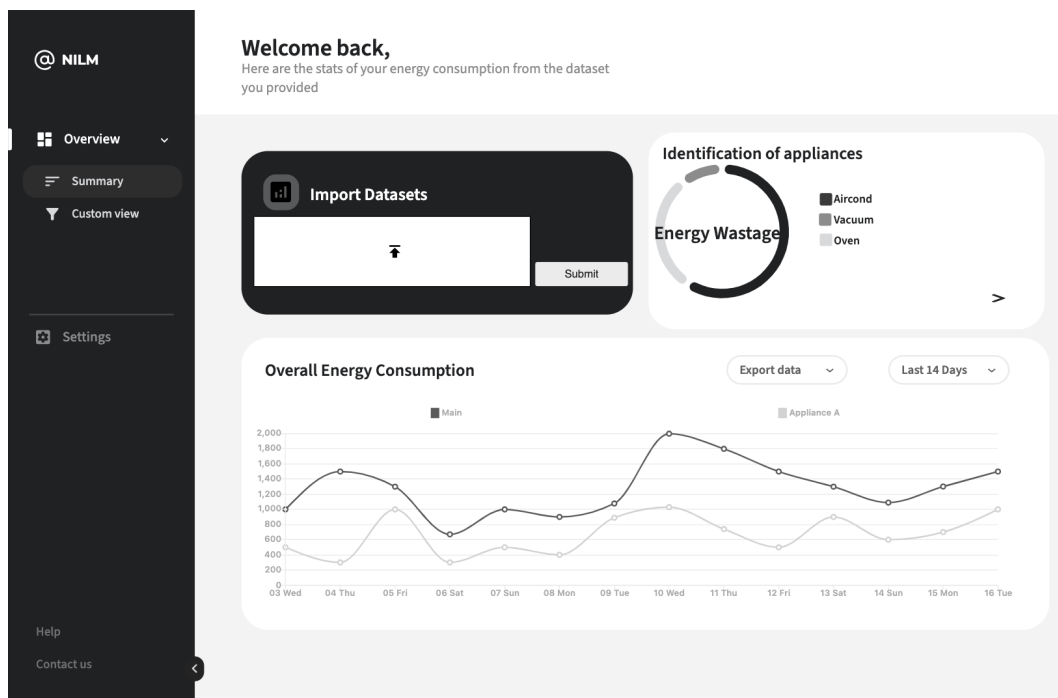 @ NILM
Overview
Summary
Custom view
Settings
Help
Contact us
Welcome back,
Here are the stats of your energy consumption from the dataset
you provided
Import Datasets
Submit
Identification of appliances
Energy Wastage
Aircond
Vacuum
Oven
>
Overall Energy Consumption
Export data
Last 14 Days
Main
Appliance A
2,000
1,800
1,600
1,400
1,200
1,000
800
600
400
200
0
03 Wed 04 Thu 05 Fri 06 Sat 07 Sun 08 Mon 09 Tue 10 Wed 11 Thu 12 Fri 13 Sat 14 Sun 15 Mon 16 Tue